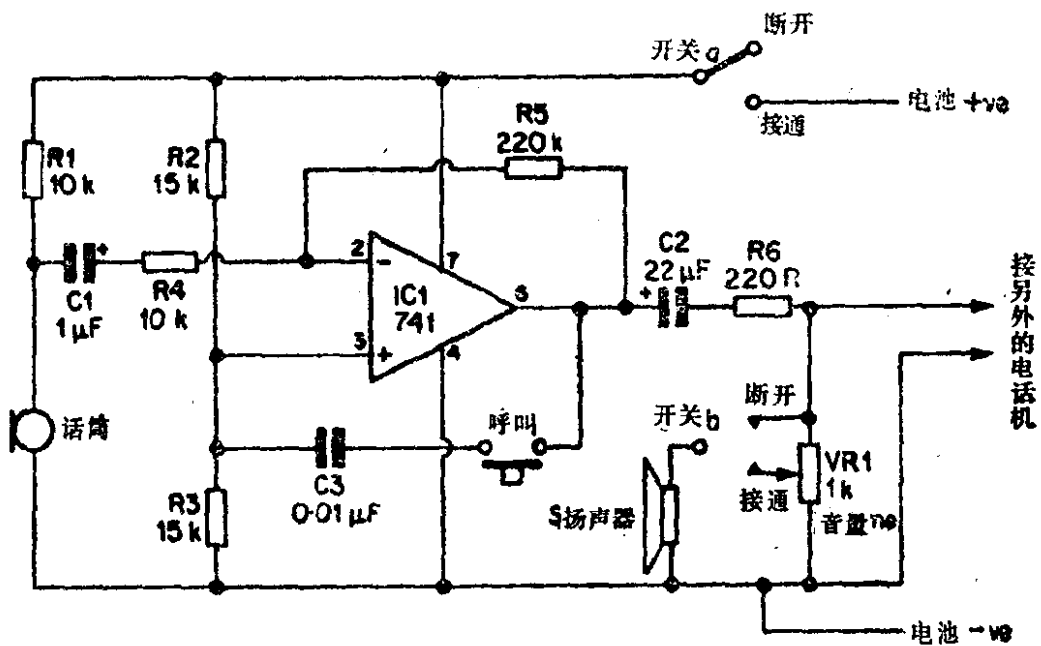 断开
开关a
电池 +ve
接通
R5
220k
R1
10k
R2
15k
C2
22μF
R6
220R
2
7
IC1
741
6
3
4
C1
1μF
R4
10k
接另外的电话机
话筒
呼叫
开关b
断开
接通
VR1
1k
C3
0·01μF
R3
15k
扬声器
音量
电池 -ve